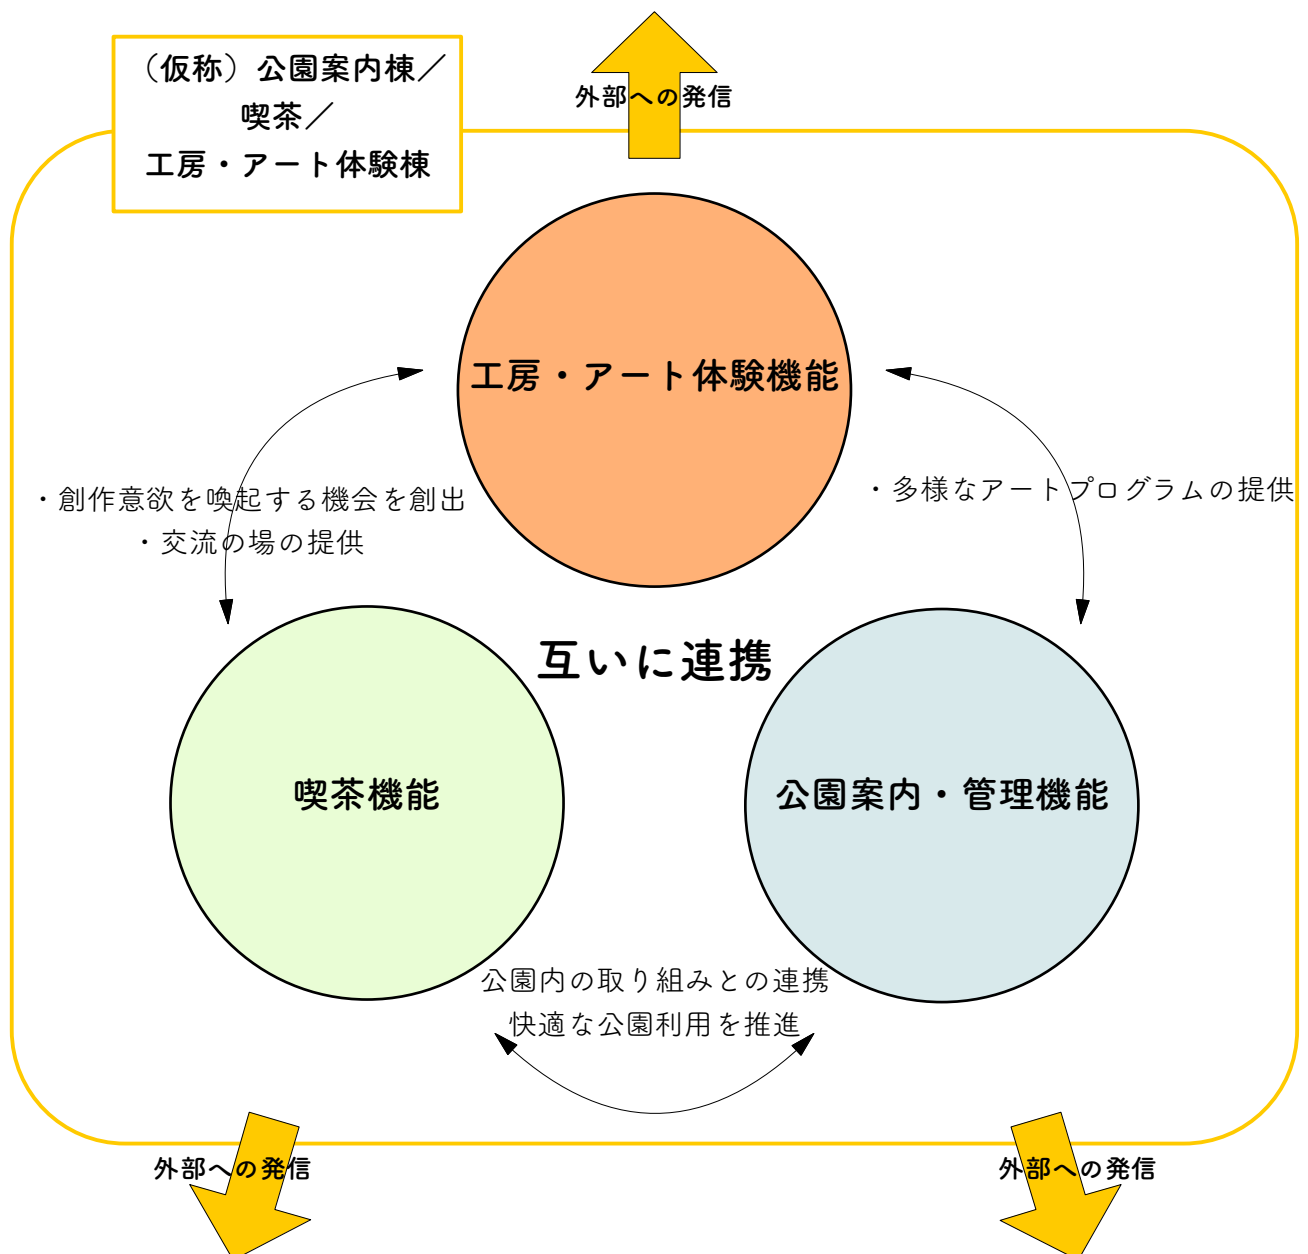 外部への発信
（仮称）公園案内棟／
喫茶／
工房・アート体験棟
工房・アート体験機能
・創作意欲を喚起する機会を創出
・交流の場の提供
・多様なアートプログラムの提供
互いに連携
喫茶機能
公園案内・管理機能
公園内の取り組みとの連携
快適な公園利用を推進
外部への発信
外部への発信